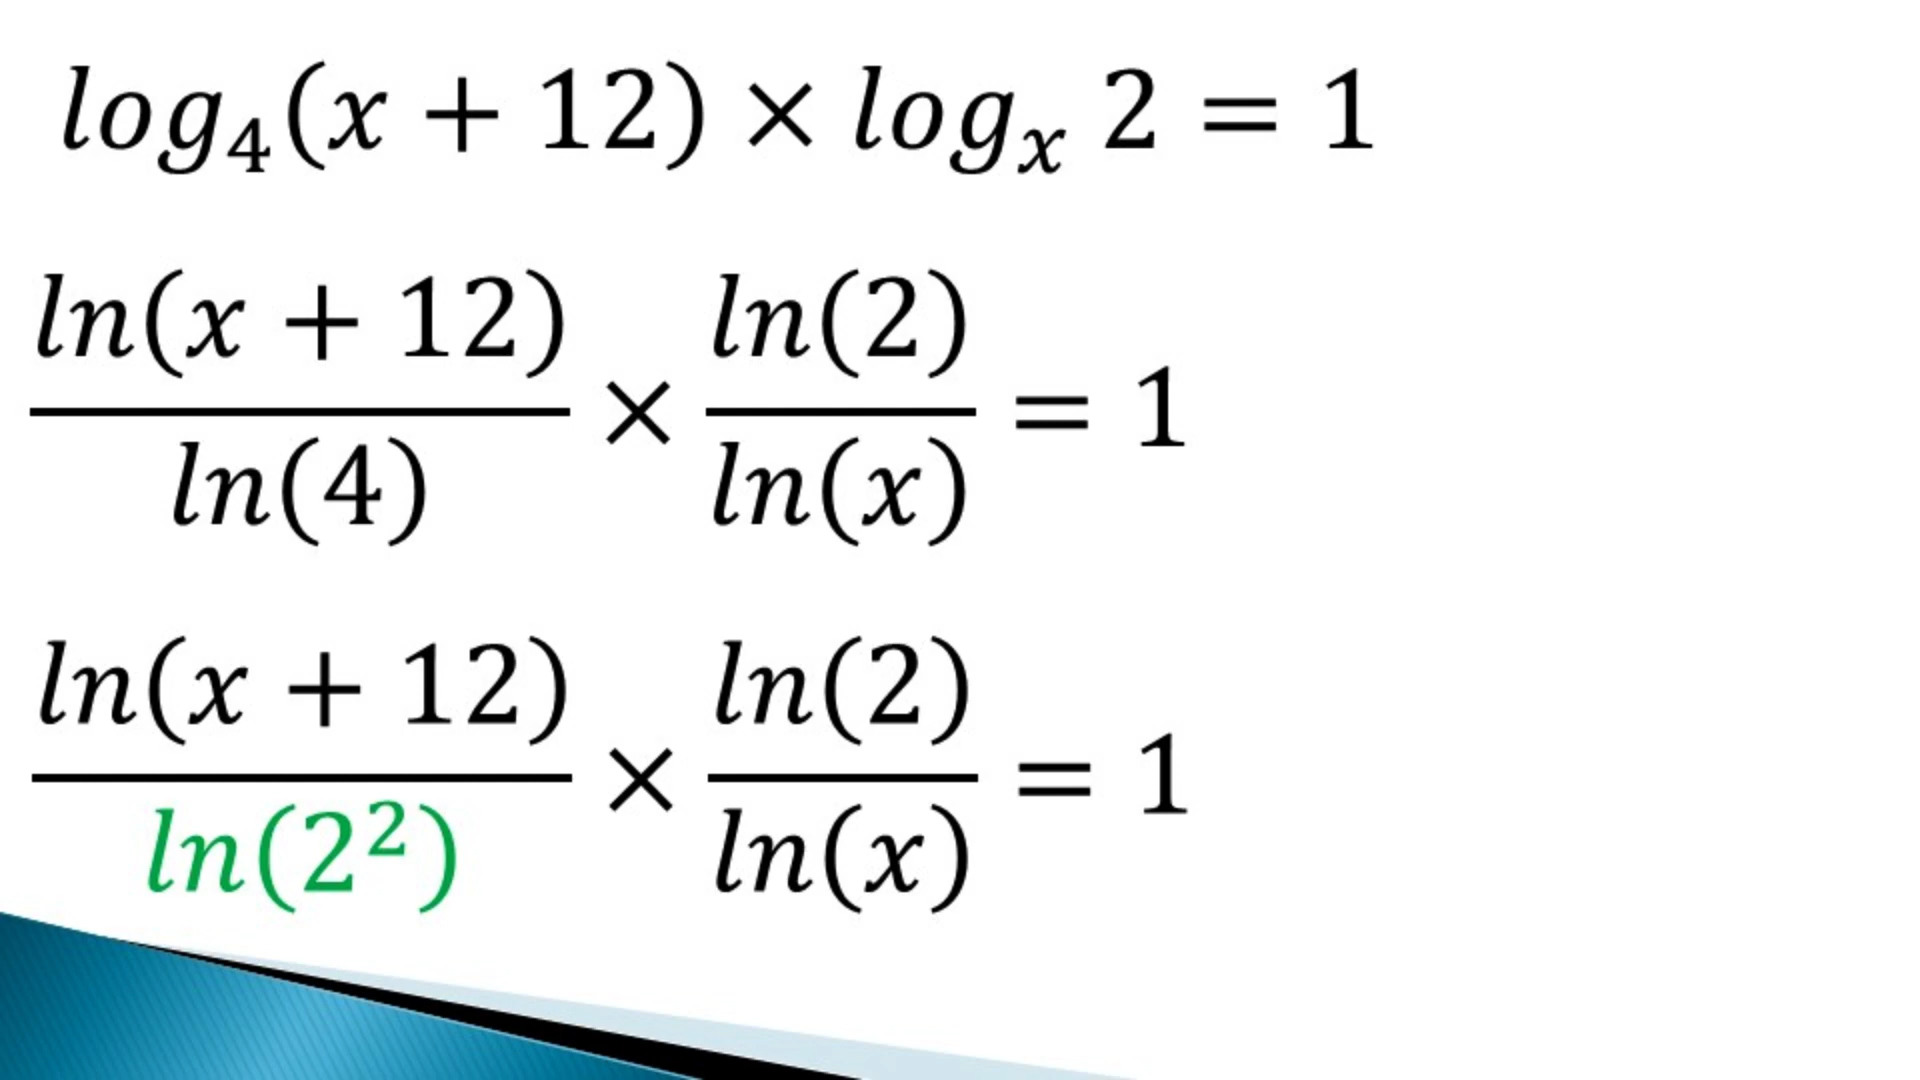 log₄(x + 12) × logₓ 2 = 1
ln(x + 12)/ln(4) × ln(2)/ln(x) = 1
ln(x + 12)/ln(2²) × ln(2)/ln(x) = 1